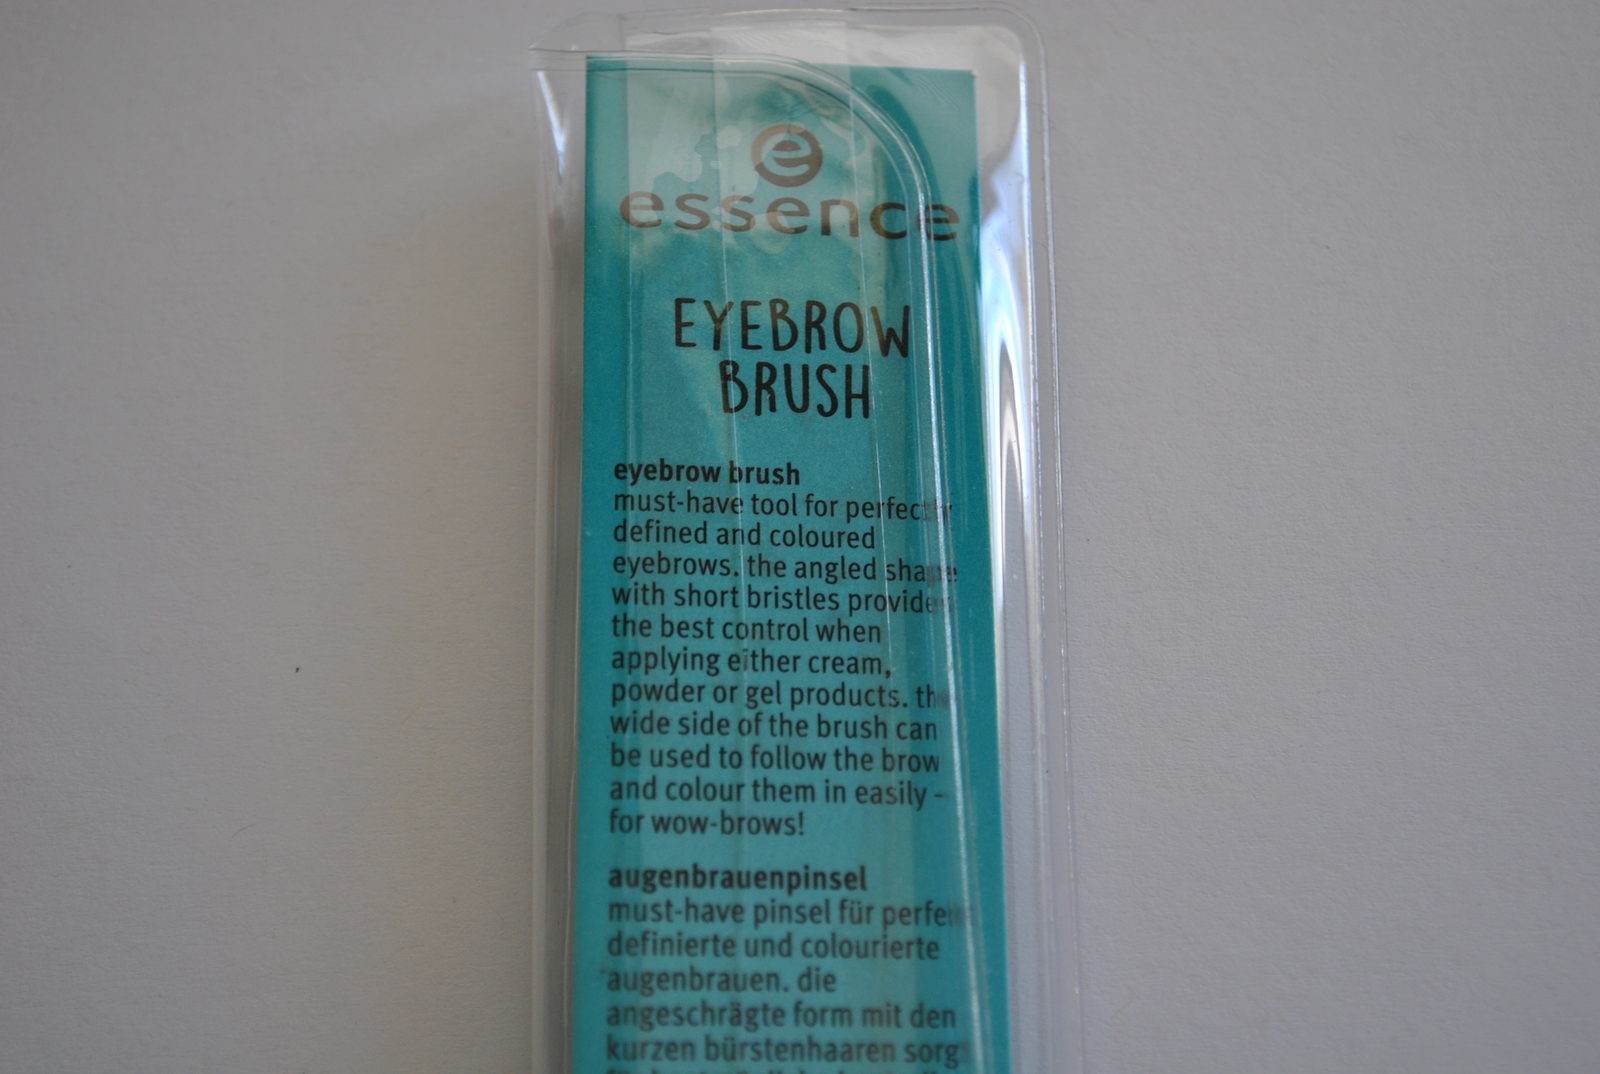 e
essence
EYEBROW
BRUSH
eyebrow brush
must-have tool for perfectly
defined and coloured
eyebrows. the angled shape
with short bristles provides
the best control when
applying either cream,
powder or gel products. the
wide side of the brush can
be used to follow the brow
and colour them in easily –
for wow-brows!
augenbrauenpinsel
must-have pinsel für perfekt
definierte und colourierte
augenbrauen. die
angeschrägte form mit den
kurzen bürstenhaaren sorgt